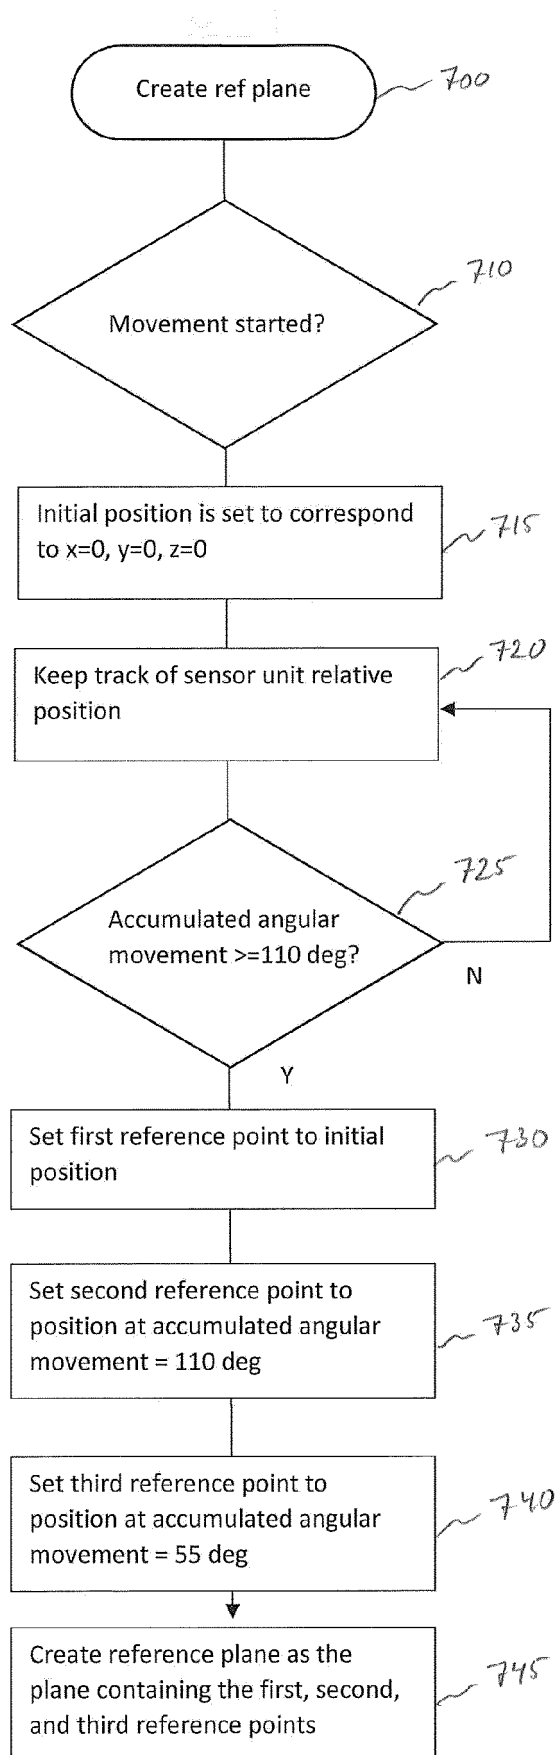 Create ref plane
700
710
Movement started?
Initial position is set to correspond
to x=0, y=0, z=0
715
720
Keep track of sensor unit relative
position
725
Accumulated angular
movement >=110 deg?
N
Y
Set first reference point to initial
position
730
Set second reference point to
position at accumulated angular
movement = 110 deg
735
Set third reference point to
position at accumulated angular
movement = 55 deg
740
Create reference plane as the
plane containing the first, second,
and third reference points
745